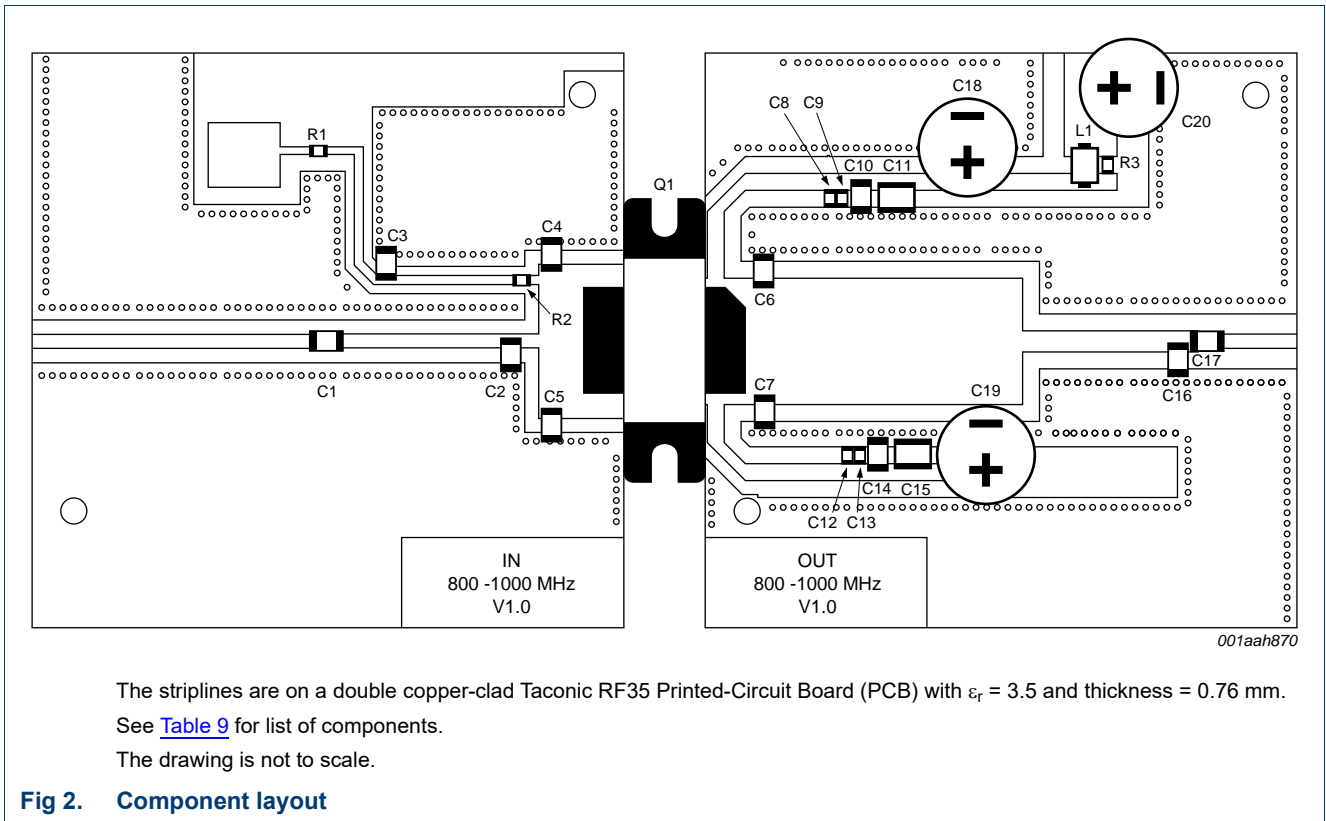 C18
C8 C9
C20
R1
L1
R3
C10 C11
Q1
C3
C4
C6
R2
C17
C1
C2
C5
C7
C19
C16
C14 C15
C12 C13
IN
800 -1000 MHz
V1.0
OUT
800 -1000 MHz
V1.0
001aah870
The striplines are on a double copper-clad Taconic RF35 Printed-Circuit Board (PCB) with εr = 3.5 and thickness = 0.76 mm.
See Table 9 for list of components.
The drawing is not to scale.
Fig 2. Component layout